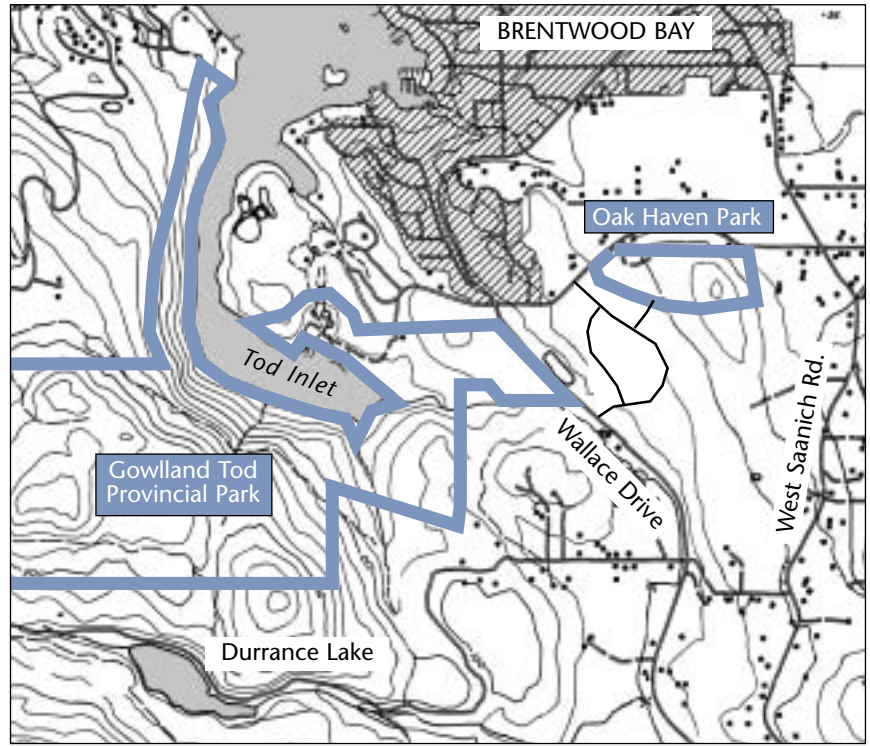 BRENTWOOD BAY
Oak Haven Park
Tod Inlet
Gowlland Tod
Provincial Park
Wallace Drive
West Saanich Rd.
Durrance Lake